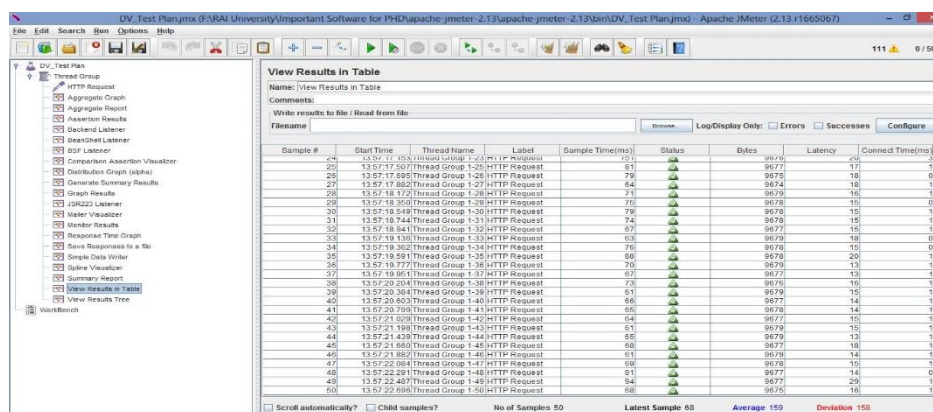 DV_Test Plan.jmx (F:\RAI University\Important Software for PHD\apache-jmeter-2.13\apache-jmeter-2.13\bin\DV_Test Plan.jmx) - Apache JMeter (2.13 r1665067)
File Edit Search Run Options Help
111 0 / 50
DV_Test Plan
Thread Group
HTTP Request
Aggregate Graph
Aggregate Report
Assertion Results
Backend Listener
BeanShell Listener
BSF Listener
Comparison Assertion Visualizer
Distribution Graph (alpha)
Generate Summary Results
Graph Results
JSR223 Listener
Mailer Visualizer
Monitor Results
Response Time Graph
Save Responses to a file
Simple Data Writer
Spline Visualizer
Summary Report
View Results in Table
View Results Tree
WorkBench
View Results in Table
Name: View Results in Table
Comments:
Write results to file / Read from file
Filename Browse... Log/Display Only: Errors Successes Configure
Sample # Start Time Thread Name Label Sample Time(ms) Status Bytes Latency Connect Time(ms)
24 13:57:17.153 Thread Group 1-23 HTTP Request 151 9676 20 3
25 13:57:17.507 Thread Group 1-25 HTTP Request 81 9677 17 1
26 13:57:17.695 Thread Group 1-26 HTTP Request 79 9675 18 0
27 13:57:17.882 Thread Group 1-27 HTTP Request 64 9674 18 1
28 13:57:18.172 Thread Group 1-28 HTTP Request 71 9679 16 1
29 13:57:18.350 Thread Group 1-29 HTTP Request 75 9678 15 0
30 13:57:18.549 Thread Group 1-30 HTTP Request 79 9678 15 1
31 13:57:18.744 Thread Group 1-31 HTTP Request 74 9678 15 1
32 13:57:18.941 Thread Group 1-32 HTTP Request 67 9677 15 1
33 13:57:19.136 Thread Group 1-33 HTTP Request 63 9679 18 0
34 13:57:19.362 Thread Group 1-34 HTTP Request 76 9678 15 0
35 13:57:19.591 Thread Group 1-35 HTTP Request 88 9678 20 1
36 13:57:19.777 Thread Group 1-36 HTTP Request 70 9679 13 1
37 13:57:19.951 Thread Group 1-37 HTTP Request 67 9677 13 1
38 13:57:20.204 Thread Group 1-38 HTTP Request 73 9676 16 1
39 13:57:20.384 Thread Group 1-39 HTTP Request 61 9679 15 1
40 13:57:20.603 Thread Group 1-40 HTTP Request 66 9677 14 1
41 13:57:20.799 Thread Group 1-41 HTTP Request 65 9678 14 1
42 13:57:21.029 Thread Group 1-42 HTTP Request 64 9677 15 1
43 13:57:21.198 Thread Group 1-43 HTTP Request 61 9679 15 1
44 13:57:21.439 Thread Group 1-44 HTTP Request 65 9679 13 1
45 13:57:21.660 Thread Group 1-45 HTTP Request 68 9677 18 1
46 13:57:21.882 Thread Group 1-46 HTTP Request 61 9679 14 1
47 13:57:22.084 Thread Group 1-47 HTTP Request 69 9678 15 1
48 13:57:22.291 Thread Group 1-48 HTTP Request 81 9677 14 0
49 13:57:22.487 Thread Group 1-49 HTTP Request 94 9677 29 1
50 13:57:22.696 Thread Group 1-50 HTTP Request 68 9675 16 1
Scroll automatically? Child samples? No of Samples 50 Latest Sample 68 Average 159 Deviation 158